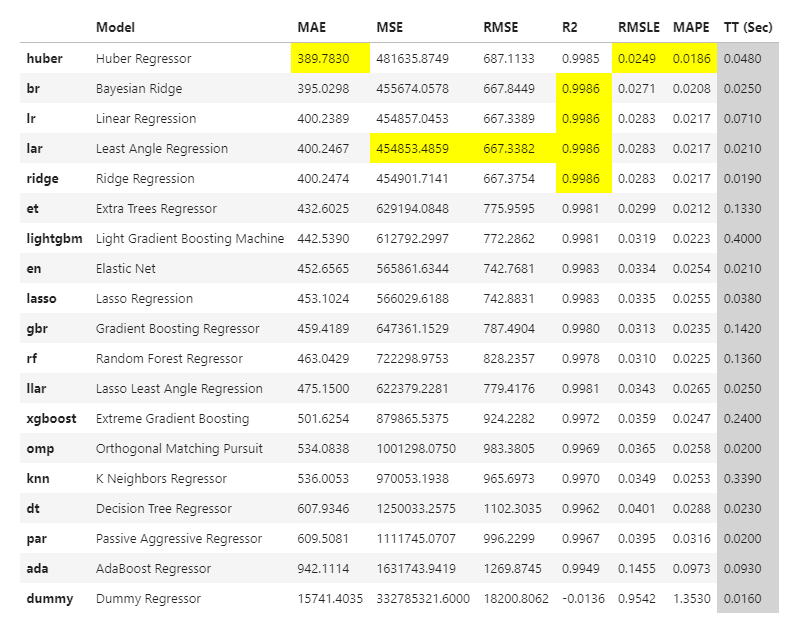 Model MAE MSE RMSE R2 RMSLE MAPE TT (Sec)
huber Huber Regressor 389.7830 481635.8749 687.1133 0.9985 0.0249 0.0186 0.0480
br Bayesian Ridge 395.0298 455674.0578 667.8449 0.9986 0.0271 0.0208 0.0250
lr Linear Regression 400.2389 454857.0453 667.3389 0.9986 0.0283 0.0217 0.0710
lar Least Angle Regression 400.2467 454853.4859 667.3382 0.9986 0.0283 0.0217 0.0210
ridge Ridge Regression 400.2474 454901.7141 667.3754 0.9986 0.0283 0.0217 0.0190
et Extra Trees Regressor 432.6025 629194.0848 775.9595 0.9981 0.0299 0.0212 0.1330
lightgbm Light Gradient Boosting Machine 442.5390 612792.2997 772.2862 0.9981 0.0319 0.0223 0.4000
en Elastic Net 452.6565 565861.6344 742.7681 0.9983 0.0334 0.0254 0.0210
lasso Lasso Regression 453.1024 566029.6188 742.8831 0.9983 0.0335 0.0255 0.0380
gbr Gradient Boosting Regressor 459.4189 647361.1529 787.4904 0.9980 0.0313 0.0235 0.1420
rf Random Forest Regressor 463.0429 722298.9753 828.2357 0.9978 0.0310 0.0225 0.1360
llar Lasso Least Angle Regression 475.1500 622379.2281 779.4176 0.9981 0.0343 0.0265 0.0250
xgboost Extreme Gradient Boosting 501.6254 879865.5375 924.2282 0.9972 0.0359 0.0247 0.2400
omp Orthogonal Matching Pursuit 534.0838 1001298.0750 983.3805 0.9969 0.0365 0.0258 0.0200
knn K Neighbors Regressor 536.0053 970053.1938 965.6973 0.9970 0.0349 0.0253 0.3390
dt Decision Tree Regressor 607.9346 1250033.2575 1102.3035 0.9962 0.0401 0.0288 0.0230
par Passive Aggressive Regressor 609.5081 1111745.0707 996.2299 0.9967 0.0395 0.0316 0.0200
ada AdaBoost Regressor 942.1114 1631743.9419 1269.8745 0.9949 0.1455 0.0973 0.0930
dummy Dummy Regressor 15741.4035 332785321.6000 18200.8062 -0.0136 0.9542 1.3530 0.0160